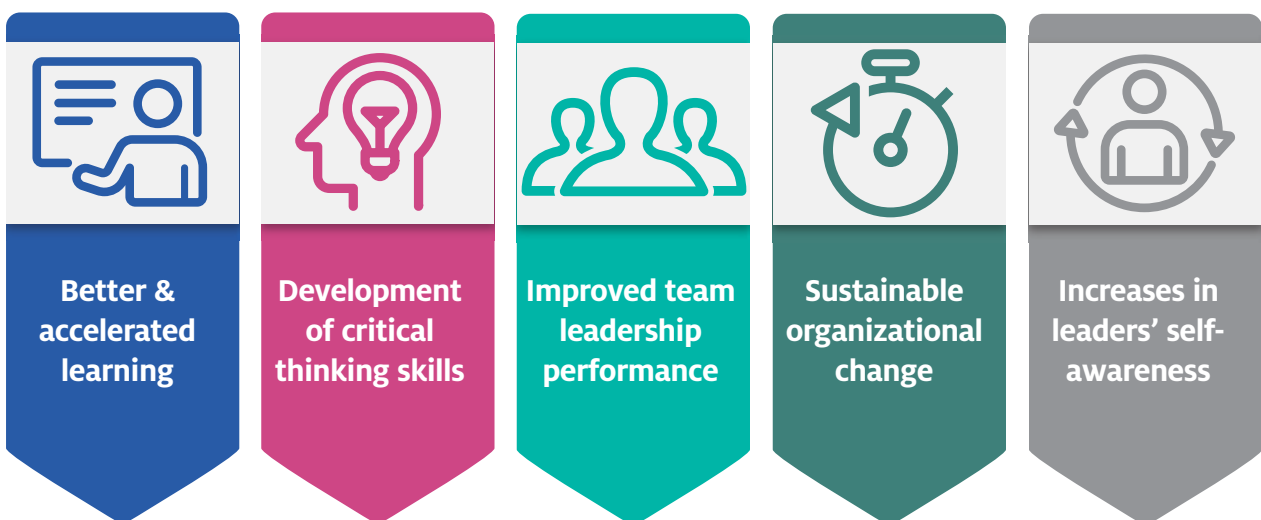 Better &
accelerated
learning
Development
of critical
thinking skills
Improved team
leadership
performance
Sustainable
organizational
change
Increases in
leaders’ self-
awareness